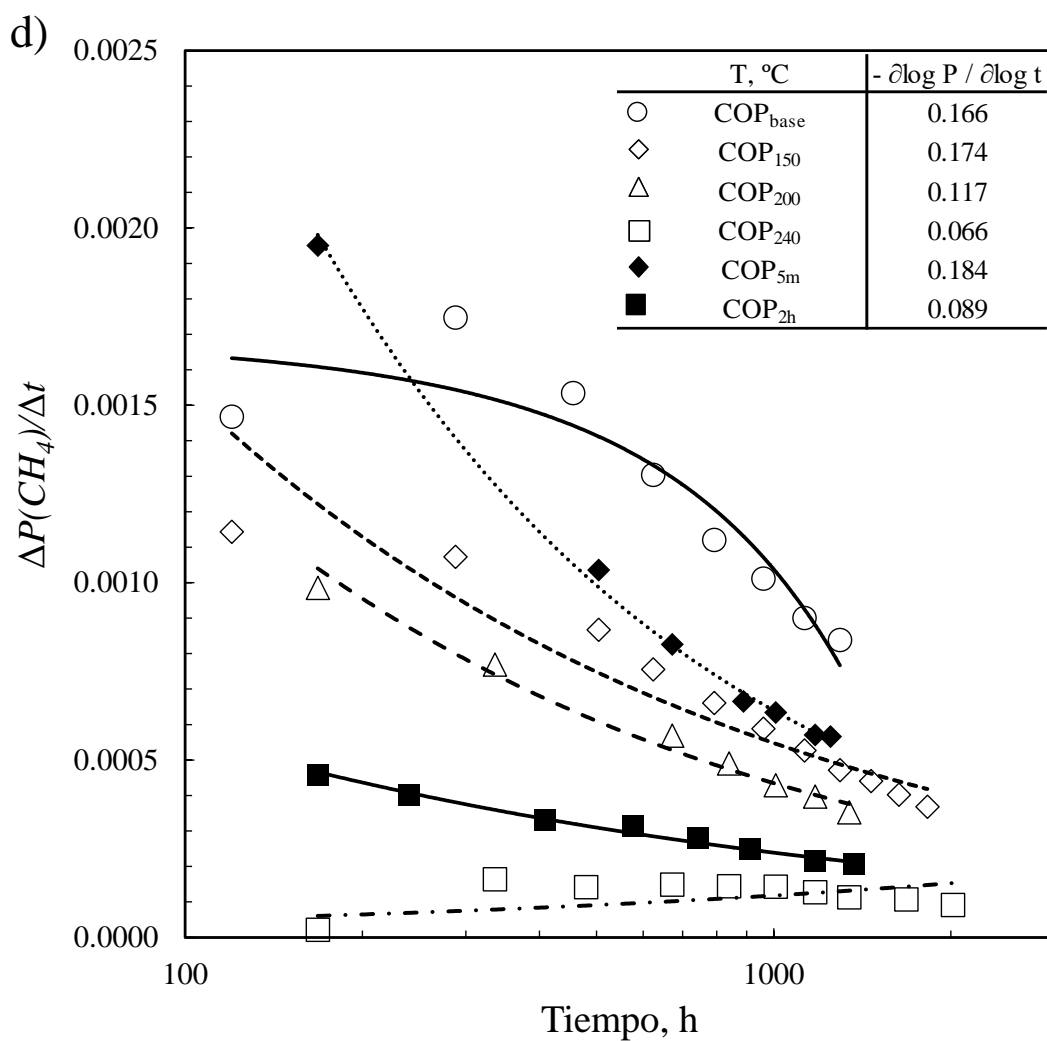 d)
0.0025
0.0020
0.0015
0.0010
0.0005
0.0000
ΔP(CH₄)/Δt
T, ºC - ∂log P / ∂log t
COP_base 0.166
COP₁₅₀ 0.174
COP₂₀₀ 0.117
COP₂₄₀ 0.066
COP₅ₘ 0.184
COP₂ₕ 0.089
100 1000
Tiempo, h